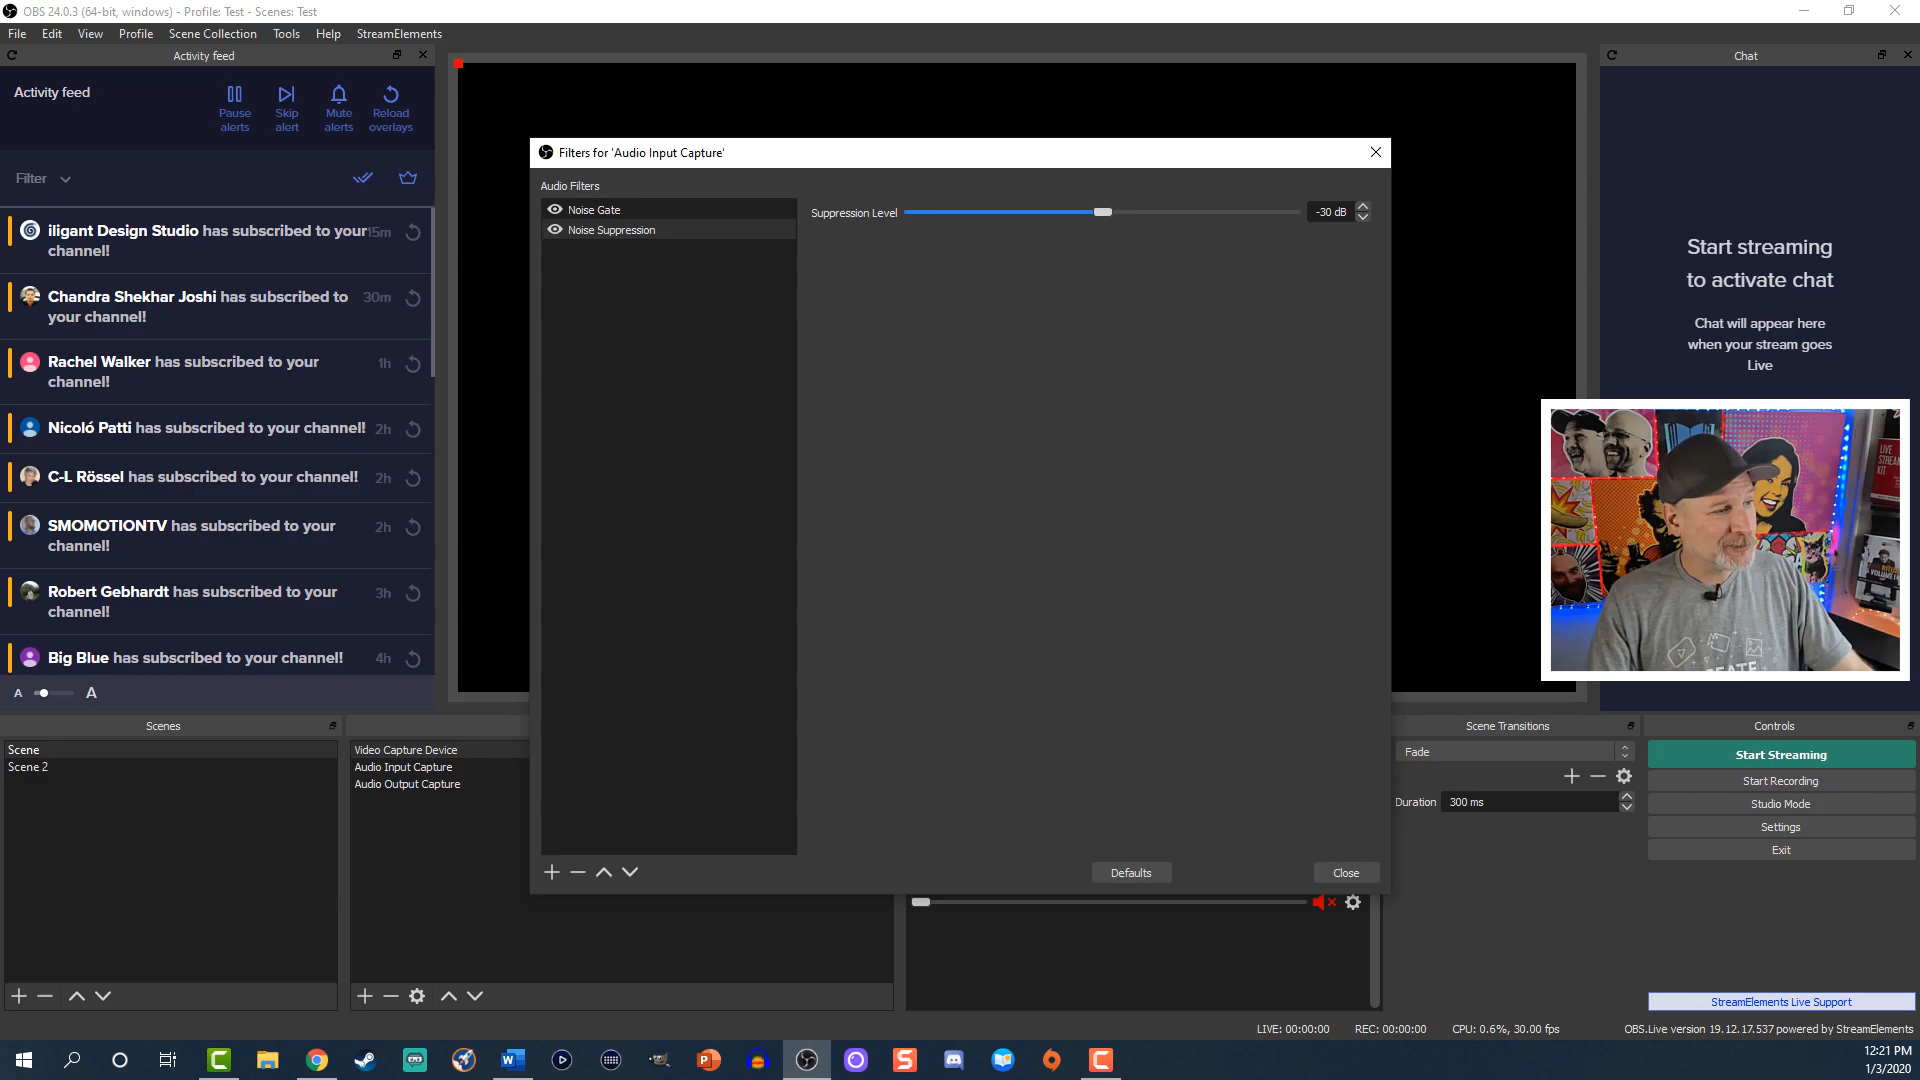 OBS 24.0.3 (64-bit, windows) - Profile: Test - Scenes: Test
File Edit View Profile Scene Collection Tools Help StreamElements
Activity feed
Chat
Activity feed
Pause alerts
Skip alert
Mute alerts
Reload overlays
Filter
iligant Design Studio has subscribed to your
channel!
15m
Chandra Shekhar Joshi has subscribed to
your channel!
30m
Rachel Walker has subscribed to your
channel!
1h
Nicoló Patti has subscribed to your channel!
2h
C-L Rössel has subscribed to your channel!
2h
SMOMOTIONTV has subscribed to your
channel!
2h
Robert Gebhardt has subscribed to your
channel!
3h
Big Blue has subscribed to your channel!
4h
A A
Filters for 'Audio Input Capture'
Audio Filters
Noise Gate
Noise Suppression
Suppression Level
-30 dB
Defaults
Close
Start streaming
to activate chat
Chat will appear here
when your stream goes
Live
LIVE
STREAM
KIT
VOLUME
CREATE
Scenes
Scene
Scene 2
Video Capture Device
Audio Input Capture
Audio Output Capture
Scene Transitions
Fade
Duration 300 ms
Controls
Start Streaming
Start Recording
Studio Mode
Settings
Exit
StreamElements Live Support
LIVE: 00:00:00
REC: 00:00:00
CPU: 0.6%, 30.00 fps
OBS.Live version 19.12.17.537 powered by StreamElements
12:21 PM
1/3/2020